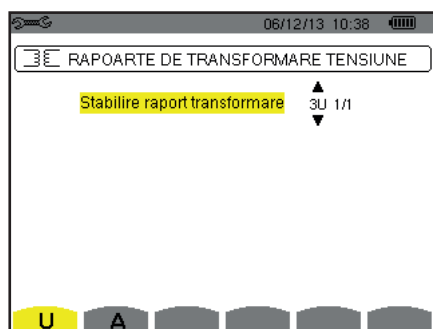 06/12/13 10:38
RAPOARTE DE TRANSFORMARE TENSIUNE
Stabilire raport transformare 3U 1/1
U A